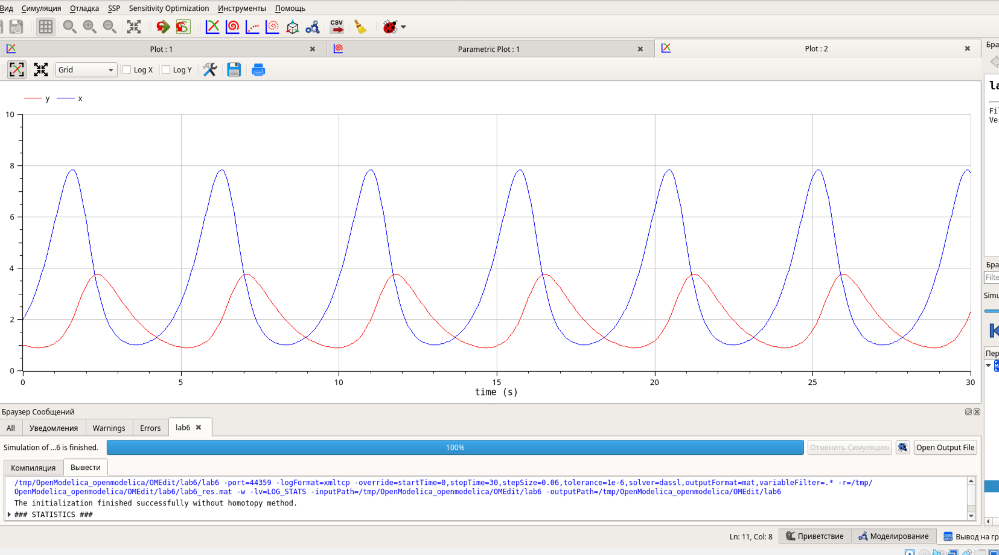 Вид Симуляция Отладка SSP Sensitivity Optimization Инструменты Помощь
CSV
Plot : 1 Parametric Plot : 1 Plot : 2
Grid Log X Log Y
y x
10
8
6
4
2
0
0 5 10 15 20 25 30
time (s)
Браузер Сообщений
All Уведомления Warnings Errors lab6
Simulation of ...6 is finished. 100% Отменить Симуляцию Open Output File
Компиляция Вывести
/tmp/OpenModelica_openmodelica/OMEdit/lab6/lab6 -port=44359 -logFormat=xmltcp -override=startTime=0,stopTime=30,stepSize=0.06,tolerance=1e-6,solver=dassl,outputFormat=mat,variableFilter=.* -r=/tmp/
OpenModelica_openmodelica/OMEdit/lab6/lab6_res.mat -w -lv=LOG_STATS -inputPath=/tmp/OpenModelica_openmodelica/OMEdit/lab6 -outputPath=/tmp/OpenModelica_openmodelica/OMEdit/lab6
The initialization finished successfully without homotopy method.
### STATISTICS ###
Ln: 11, Col: 8 Приветствие Моделирование Вывод на гр
Бра
la
Fi
Ve
Бра
Filte
Simu
Пер